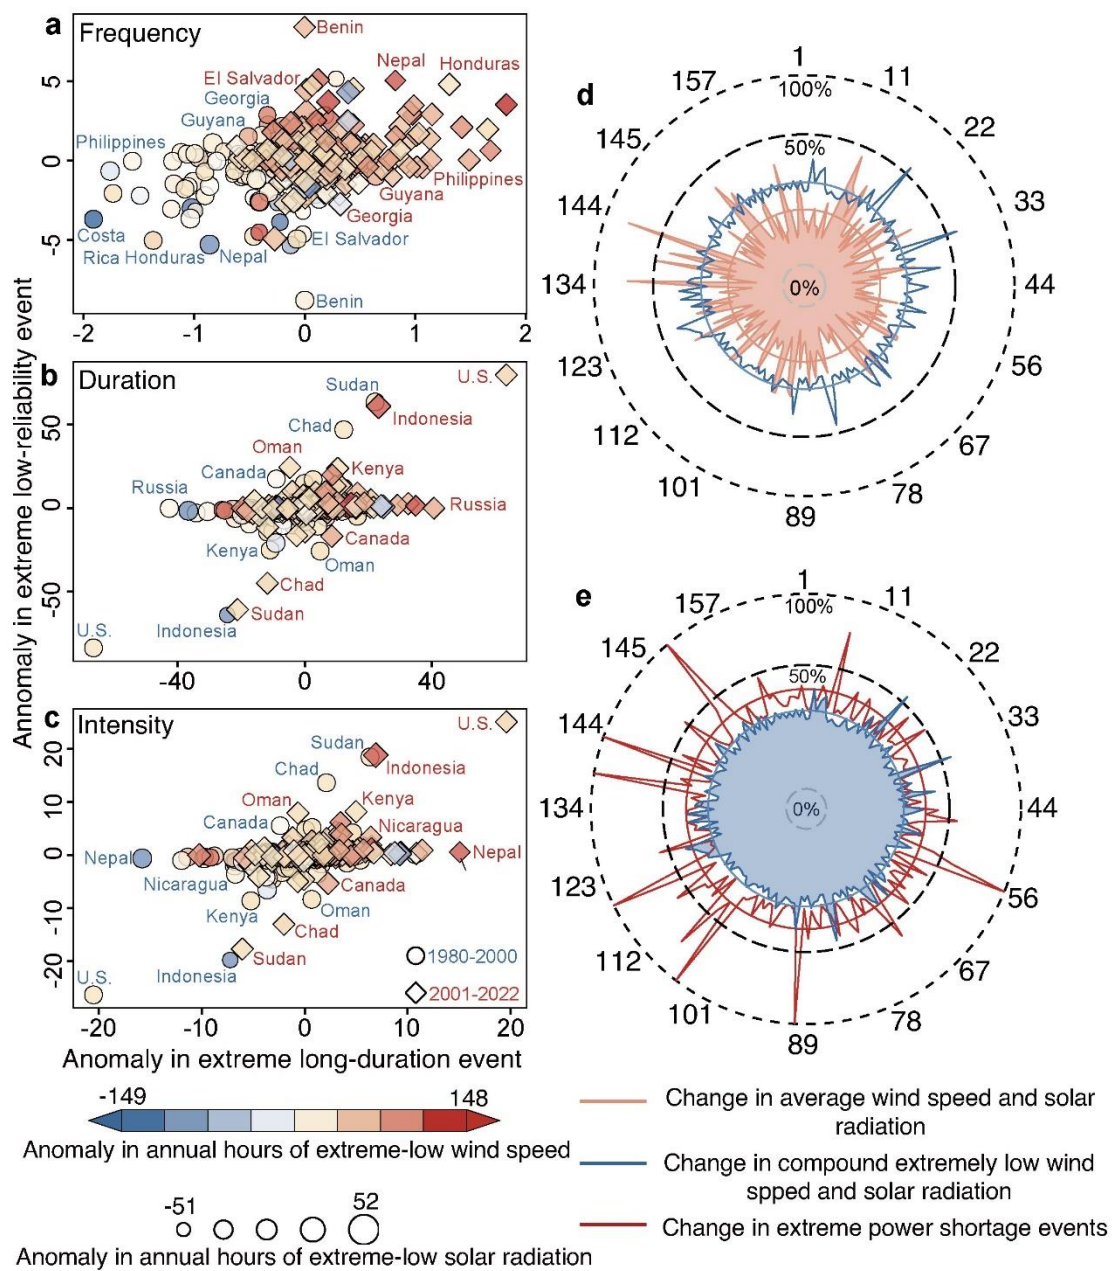 Annomaly in extreme low-reliability event
a
Frequency
Benin
Nepal
Honduras
El Salvador
Georgia
Guyana
Philippines
Philippines
Guyana
Georgia
Costa
Rica Honduras
Nepal
El Salvador
Benin
5
0
-5
-2
-1
0
1
2
b
Duration
U.S.
Sudan
Indonesia
Chad
Oman
Canada
Kenya
Russia
Russia
Canada
Kenya
Oman
Chad
Sudan
Indonesia
U.S.
50
0
-50
-40
0
40
c
Intensity
U.S.
Sudan
Indonesia
Chad
Oman
Kenya
Canada
Nicaragua
Nepal
Nepal
Nicaragua
Canada
Kenya
Oman
Chad
Sudan
Indonesia
U.S.
1980-2000
2001-2022
20
10
0
-10
-20
-20
-10
0
10
20
Anomaly in extreme long-duration event
-149
148
Anomaly in annual hours of extreme-low wind speed
-51
52
Anomaly in annual hours of extreme-low solar radiation
d
1
11
22
33
44
56
67
78
89
101
112
123
134
144
145
157
100%
50%
0%
e
1
11
22
33
44
56
67
78
89
101
112
123
134
144
145
157
100%
50%
0%
Change in average wind speed and solar
radiation
Change in compound extremely low wind
spped and solar radiation
Change in extreme power shortage events